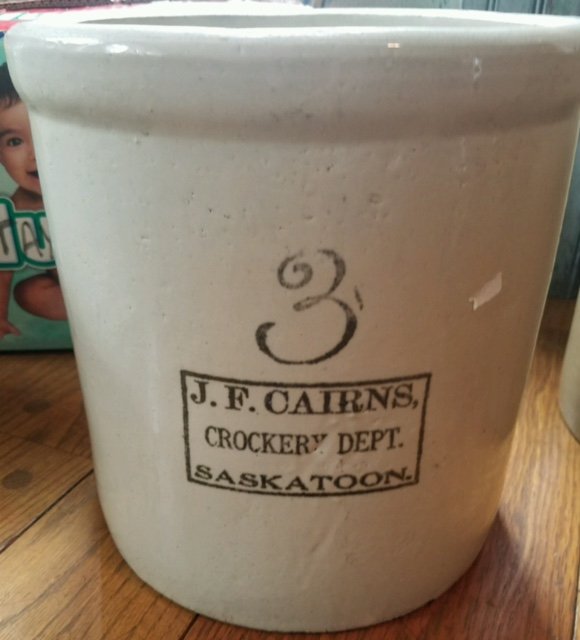 3
J. F. CAIRNS,
CROCKERY DEPT.
SASKATOON.